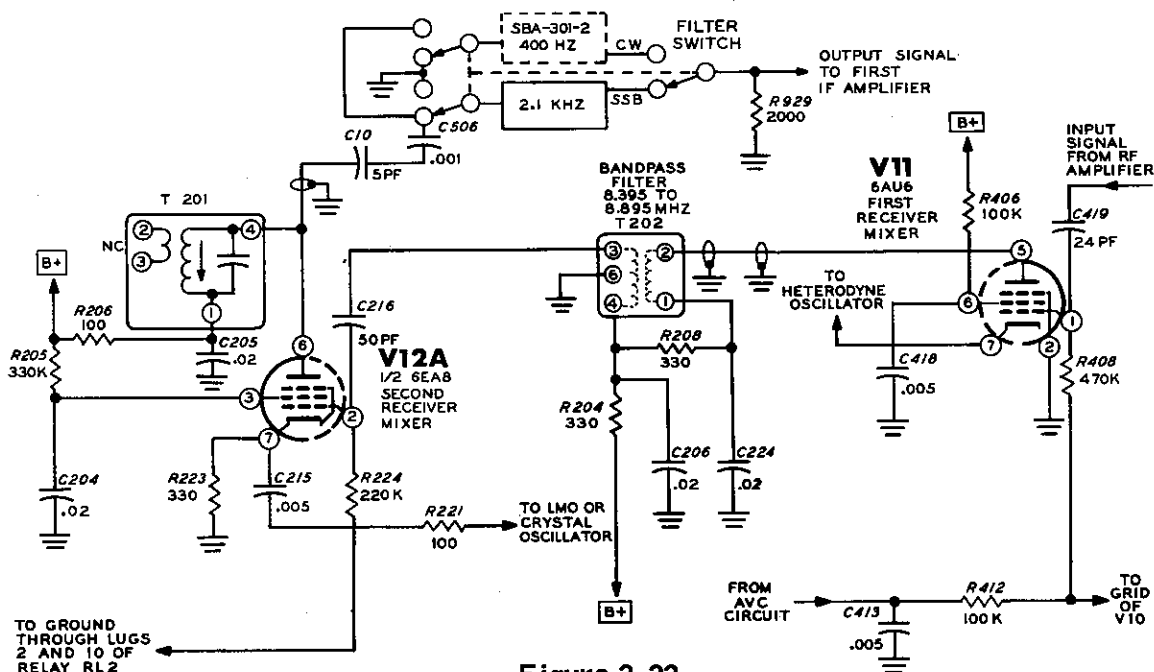 SBA-301-2
400 HZ
CW
FILTER
SWITCH
OUTPUT SIGNAL
TO FIRST
IF AMPLIFIER
2.1 KHZ
SSB
R929
2000
C506
.001
C10
5PF
B+
INPUT
SIGNAL
FROM RF
AMPLIFIER
BANDPASS
FILTER
8.395 TO
8.895 MHZ
T202
V11
6AU6
FIRST
RECEIVER
MIXER
R406
100K
C419
24 PF
T 201
2
4
NC
3
1
B+
R206
100
C205
.02
R205
330K
C216
50PF
3
2
6
4
1
R208
330
TO
HETERODYNE
OSCILLATOR
5
6
1
7
2
C418
.005
R408
470K
6
V12A
1/2 6EA8
SECOND
RECEIVER
MIXER
3
2
7
R204
330
C206
.02
C224
.02
C204
.02
R223
330
C215
.005
R224
220K
R221
100
TO LMO OR
CRYSTAL
OSCILLATOR
B+
FROM
AVC
CIRCUIT
C413
.005
R412
100K
TO
GRID
OF
V10
TO GROUND
THROUGH LUGS
2 AND 10 OF
RELAY RL2